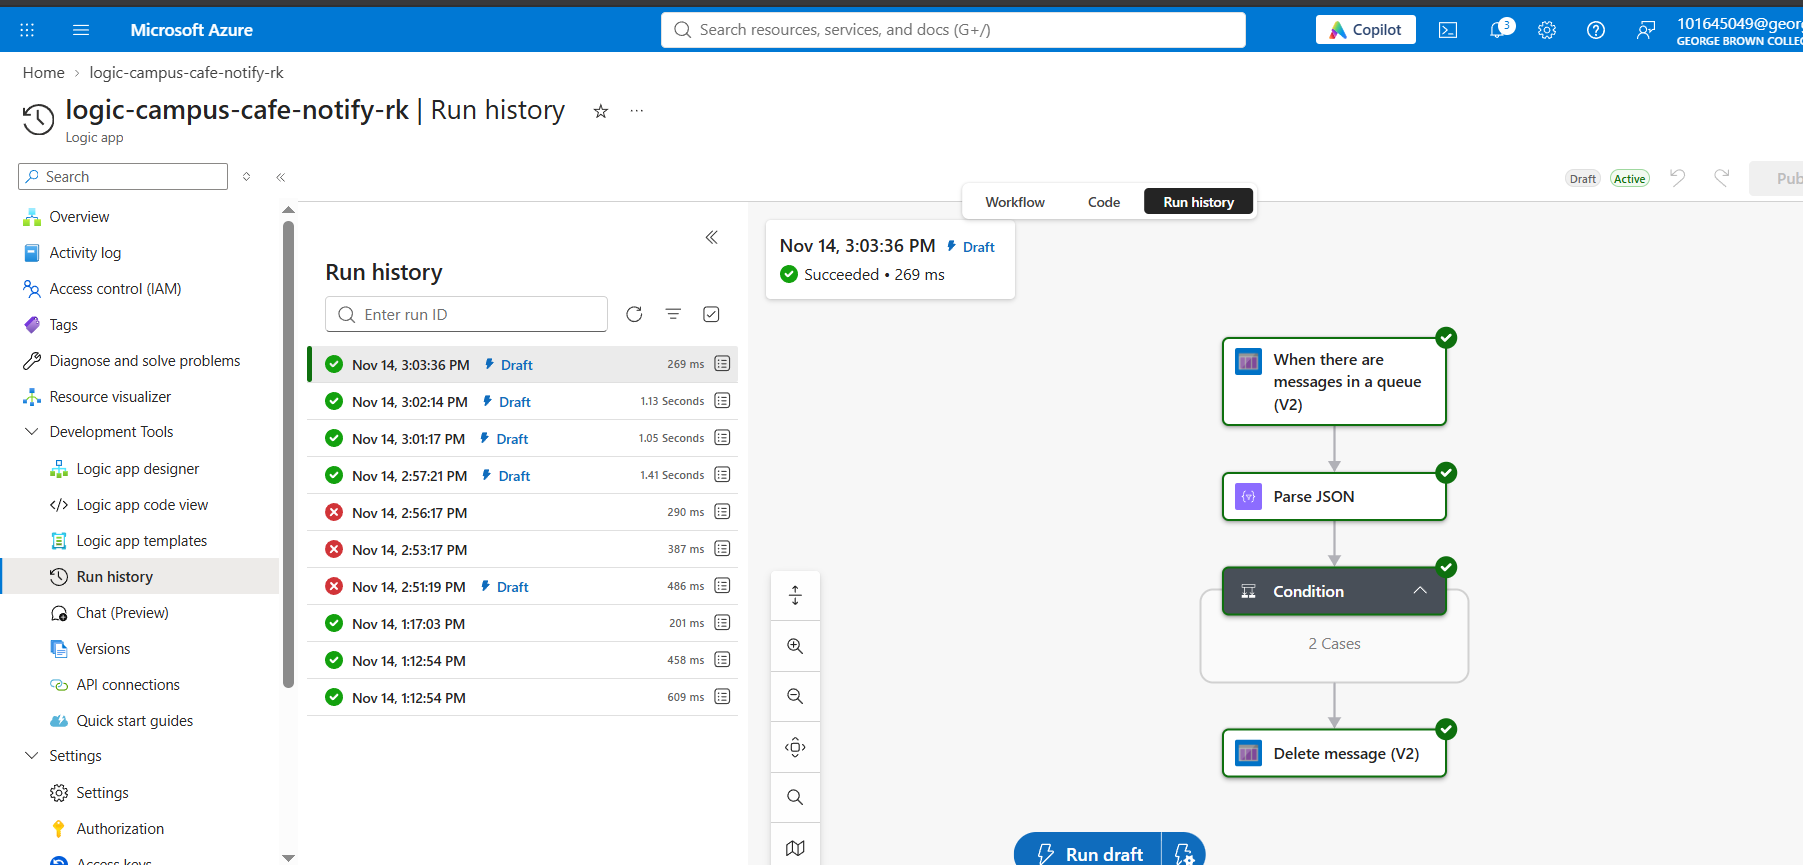 Microsoft Azure
Search resources, services, and docs (G+/)
Copilot
3
101645049@geor
GEORGE BROWN COLLE
Home > logic-campus-cafe-notify-rk
logic-campus-cafe-notify-rk | Run history
Logic app
Search
Overview
Activity log
Access control (IAM)
Tags
Diagnose and solve problems
Resource visualizer
Development Tools
Logic app designer
Logic app code view
Logic app templates
Run history
Chat (Preview)
Versions
API connections
Quick start guides
Settings
Settings
Authorization
Access keys
Run history
Enter run ID
Nov 14, 3:03:36 PM Draft 269 ms
Nov 14, 3:02:14 PM Draft 1.13 Seconds
Nov 14, 3:01:17 PM Draft 1.05 Seconds
Nov 14, 2:57:21 PM Draft 1.41 Seconds
Nov 14, 2:56:17 PM 290 ms
Nov 14, 2:53:17 PM 387 ms
Nov 14, 2:51:19 PM Draft 486 ms
Nov 14, 1:17:03 PM 201 ms
Nov 14, 1:12:54 PM 458 ms
Nov 14, 1:12:54 PM 609 ms
Draft Active
Pub
Workflow Code Run history
Nov 14, 3:03:36 PM Draft
Succeeded • 269 ms
When there are
messages in a queue
(V2)
Parse JSON
Condition
2 Cases
Delete message (V2)
Run draft